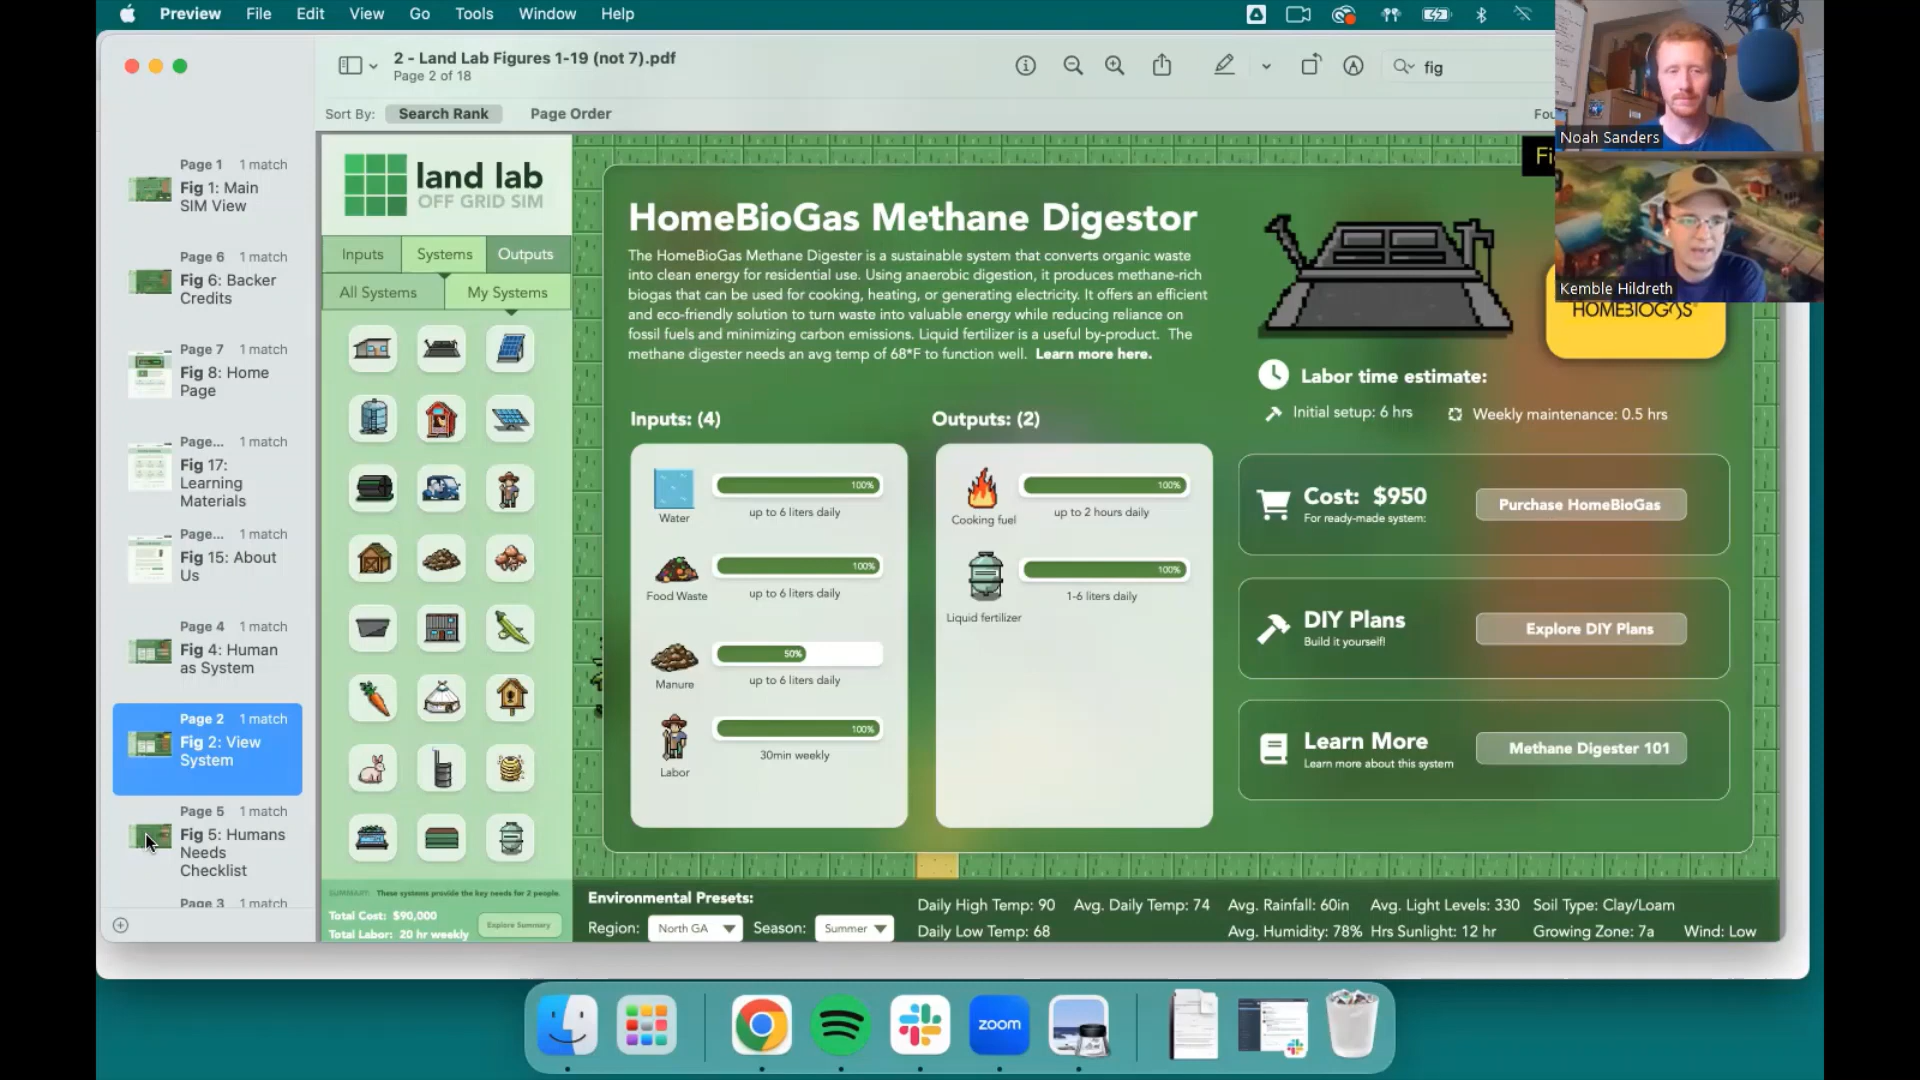 Preview File Edit View Go Tools Window Help
2 - Land Lab Figures 1-19 (not 7).pdf
Page 2 of 18
fig
Sort By: Search Rank Page Order
Page 1 1 match
Fig 1: Main
SIM View
Page 6 1 match
Fig 6: Backer
Credits
Page 7 1 match
Fig 8: Home
Page
Page... 1 match
Fig 17:
Learning
Materials
Page... 1 match
Fig 15: About
Us
Page 4 1 match
Fig 4: Human
as System
Page 2 1 match
Fig 2: View
System
Page 5 1 match
Fig 5: Humans
Needs
Checklist
Page 3 1 match
land lab
OFF GRID SIM
Inputs Systems Outputs
All Systems My Systems
SUMMARY: These systems provide the key needs for 2 people.
Total Cost: $90,000
Total Labor: 20 hr weekly
Explore Summary
HomeBioGas Methane Digestor
The HomeBioGas Methane Digester is a sustainable system that converts organic waste
into clean energy for residential use. Using anaerobic digestion, it produces methane-rich
biogas that can be used for cooking, heating, or generating electricity. It offers an efficient
and eco-friendly solution to turn waste into valuable energy while reducing reliance on
fossil fuels and minimizing carbon emissions. Liquid fertilizer is a useful by-product. The
methane digester needs an avg temp of 68*F to function well. Learn more here.
Inputs: (4)
Water
100%
up to 6 liters daily
Food Waste
100%
up to 6 liters daily
Manure
50%
up to 6 liters daily
Labor
100%
30min weekly
Outputs: (2)
Cooking fuel
100%
up to 2 hours daily
Liquid fertilizer
100%
1-6 liters daily
HOMEBIOGAS®
Labor time estimate:
Initial setup: 6 hrs Weekly maintenance: 0.5 hrs
Cost: $950
For ready-made system:
Purchase HomeBioGas
DIY Plans
Build it yourself!
Explore DIY Plans
Learn More
Learn more about this system
Methane Digester 101
Environmental Presets:
Region: North GA Season: Summer
Daily High Temp: 90 Avg. Daily Temp: 74 Avg. Rainfall: 60in Avg. Light Levels: 330 Soil Type: Clay/Loam
Daily Low Temp: 68 Avg. Humidity: 78% Hrs Sunlight: 12 hr Growing Zone: 7a Wind: Low
Noah Sanders
Kemble Hildreth
zoom